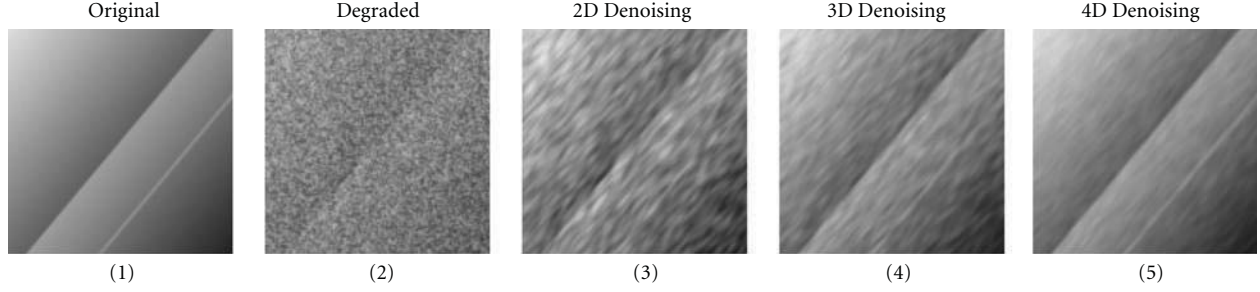 Original Degraded 2D Denoising 3D Denoising 4D Denoising
(1) (2) (3) (4) (5)